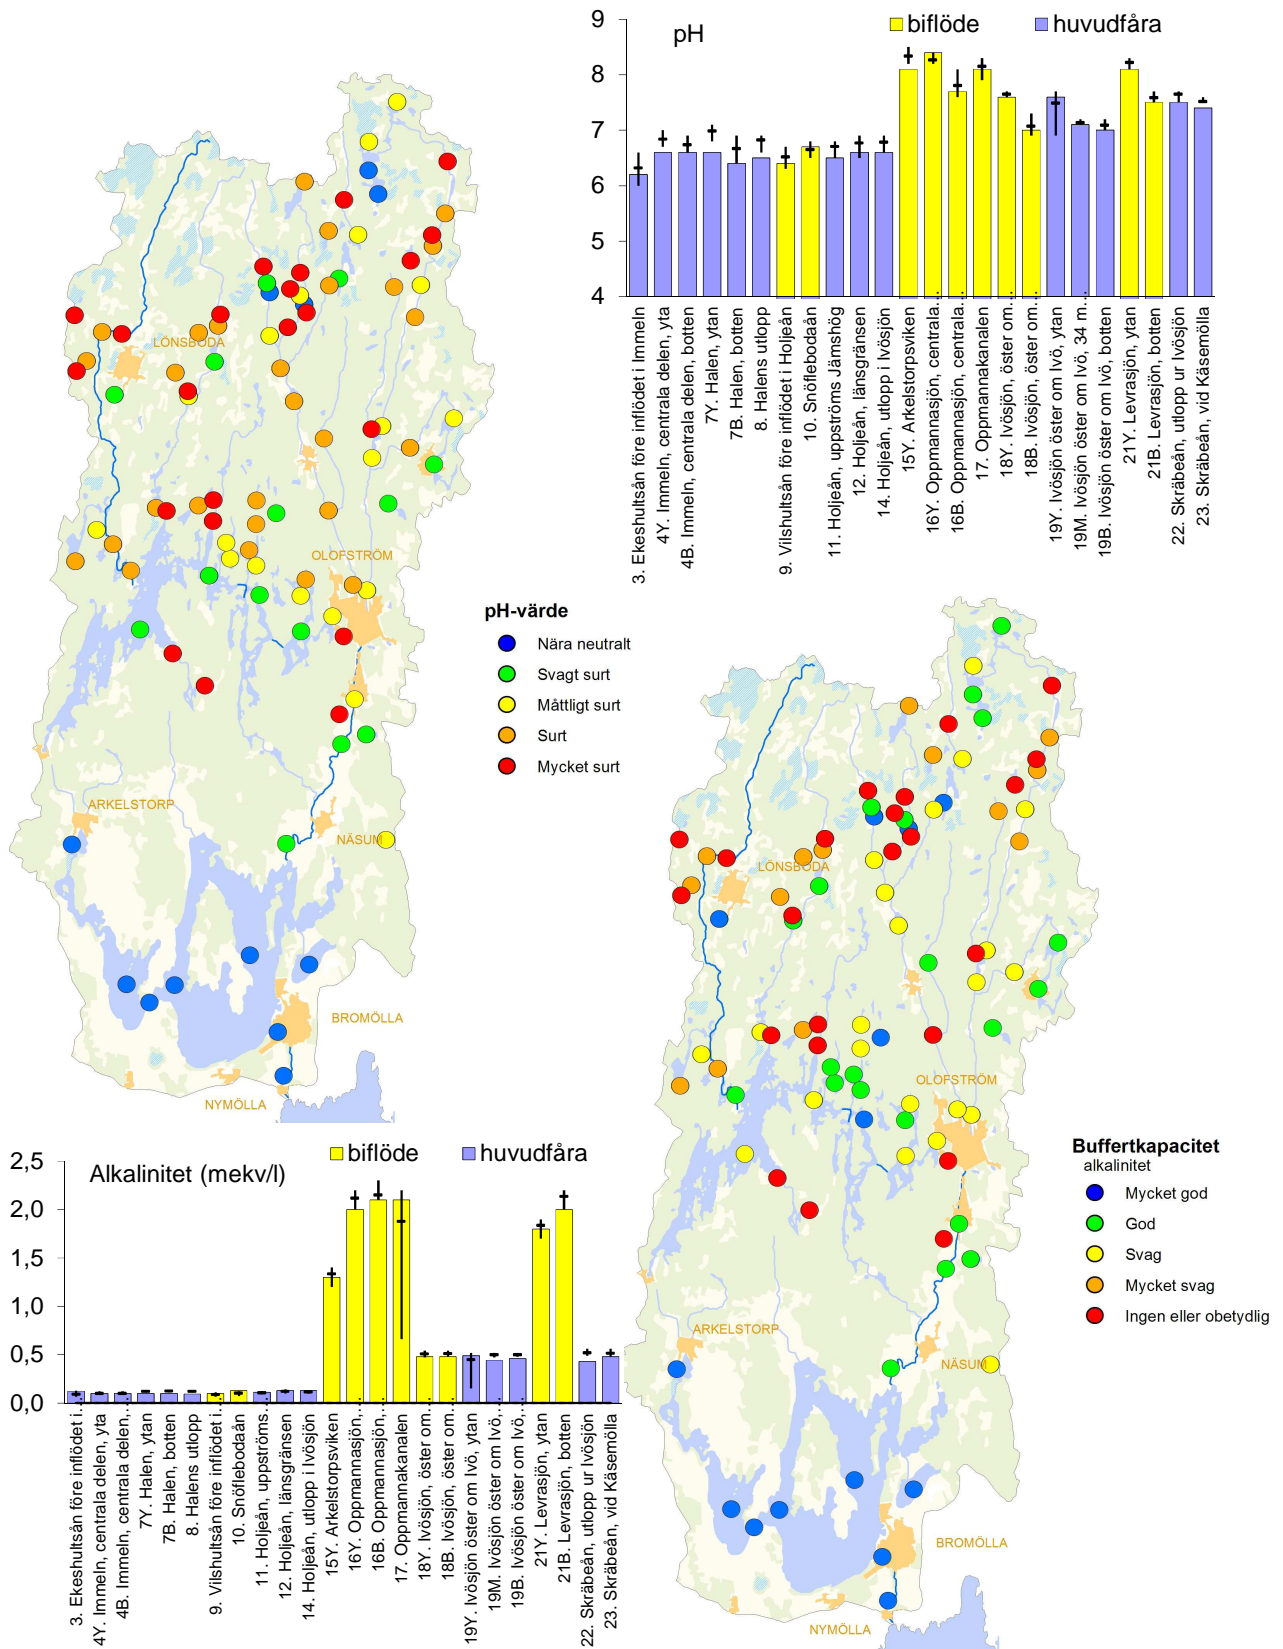 9
8
7
6
5
4
pH
biflöde
huvudfåra
3. Ekeshultsån före inflödet i Immeln
4Y. Immeln, centrala delen, yta
4B. Immeln, centrala delen, botten
7Y. Halen, ytan
7B. Halen, botten
8. Halens utlopp
9. Vilshultsån före inflödet i Holjeån
10. Snöflebodaån
11. Holjeån, uppströms Jämshög
12. Holjeån, länsgränsen
14. Holjeån, utlopp i Ivösjön
15Y. Arkelstorpsviken
16Y. Oppmannasjön, centrala..
16B. Oppmannasjön, centrala..
17. Oppmannakanalen
18Y. Ivösjön, öster om..
18B. Ivösjön, öster om..
19Y. Ivösjön öster om Ivö, ytan
19M. Ivösjön öster om Ivö, 34 m..
19B. Ivösjön öster om Ivö, botten
21Y. Levrasjön, ytan
21B. Levrasjön, botten
22. Skräbeån, utlopp ur Ivösjön
23. Skräbeån, vid Käsemölla
LÖNSBODA
OLOFSTRÖM
ARKELSTORP
NÄSUM
BROMÖLLA
NYMÖLLA
pH-värde
Nära neutralt
Svagt surt
Måttligt surt
Surt
Mycket surt
LÖNSBODA
OLOFSTRÖM
ARKELSTORP
NÄSUM
BROMÖLLA
NYMÖLLA
Buffertkapacitet
alkalinitet
Mycket god
God
Svag
Mycket svag
Ingen eller obetydlig
2,5
2,0
1,5
1,0
0,5
0,0
Alkalinitet (mekv/l)
biflöde
huvudfåra
3. Ekeshultsån före inflödet i..
4Y. Immeln, centrala delen, yta
4B. Immeln, centrala delen,..
7Y. Halen, ytan
7B. Halen, botten
8. Halens utlopp
9. Vilshultsån före inflödet i..
10. Snöflebodaån
11. Holjeån, uppströms..
12. Holjeån, länsgränsen
14. Holjeån, utlopp i Ivösjön
15Y. Arkelstorpsviken
16Y. Oppmannasjön,..
16B. Oppmannasjön,..
17. Oppmannakanalen
18Y. Ivösjön, öster om..
18B. Ivösjön, öster om..
19Y. Ivösjön öster om Ivö, ytan
19M. Ivösjön öster om Ivö,..
19B. Ivösjön öster om Ivö,..
21Y. Levrasjön, ytan
21B. Levrasjön, botten
22. Skräbeån, utlopp ur Ivösjön
23. Skräbeån, vid Käsemölla